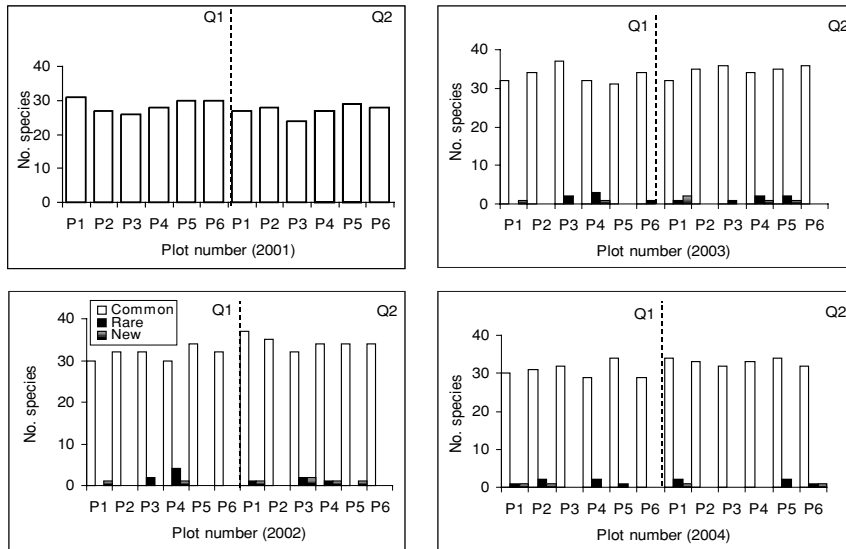 Q1 Q2
No. species
40
30
20
10
0
P1 P2 P3 P4 P5 P6 P1 P2 P3 P4 P5 P6
Plot number (2001)
Q1 Q2
No. species
40
30
20
10
0
P1 P2 P3 P4 P5 P6 P1 P2 P3 P4 P5 P6
Plot number (2003)
Q1 Q2
Common
Rare
New
No. species
40
30
20
10
0
P1 P2 P3 P4 P5 P6 P1 P2 P3 P4 P5 P6
Plot number (2002)
Q1 Q2
No. species
40
30
20
10
0
P1 P2 P3 P4 P5 P6 P1 P2 P3 P4 P5 P6
Plot number (2004)